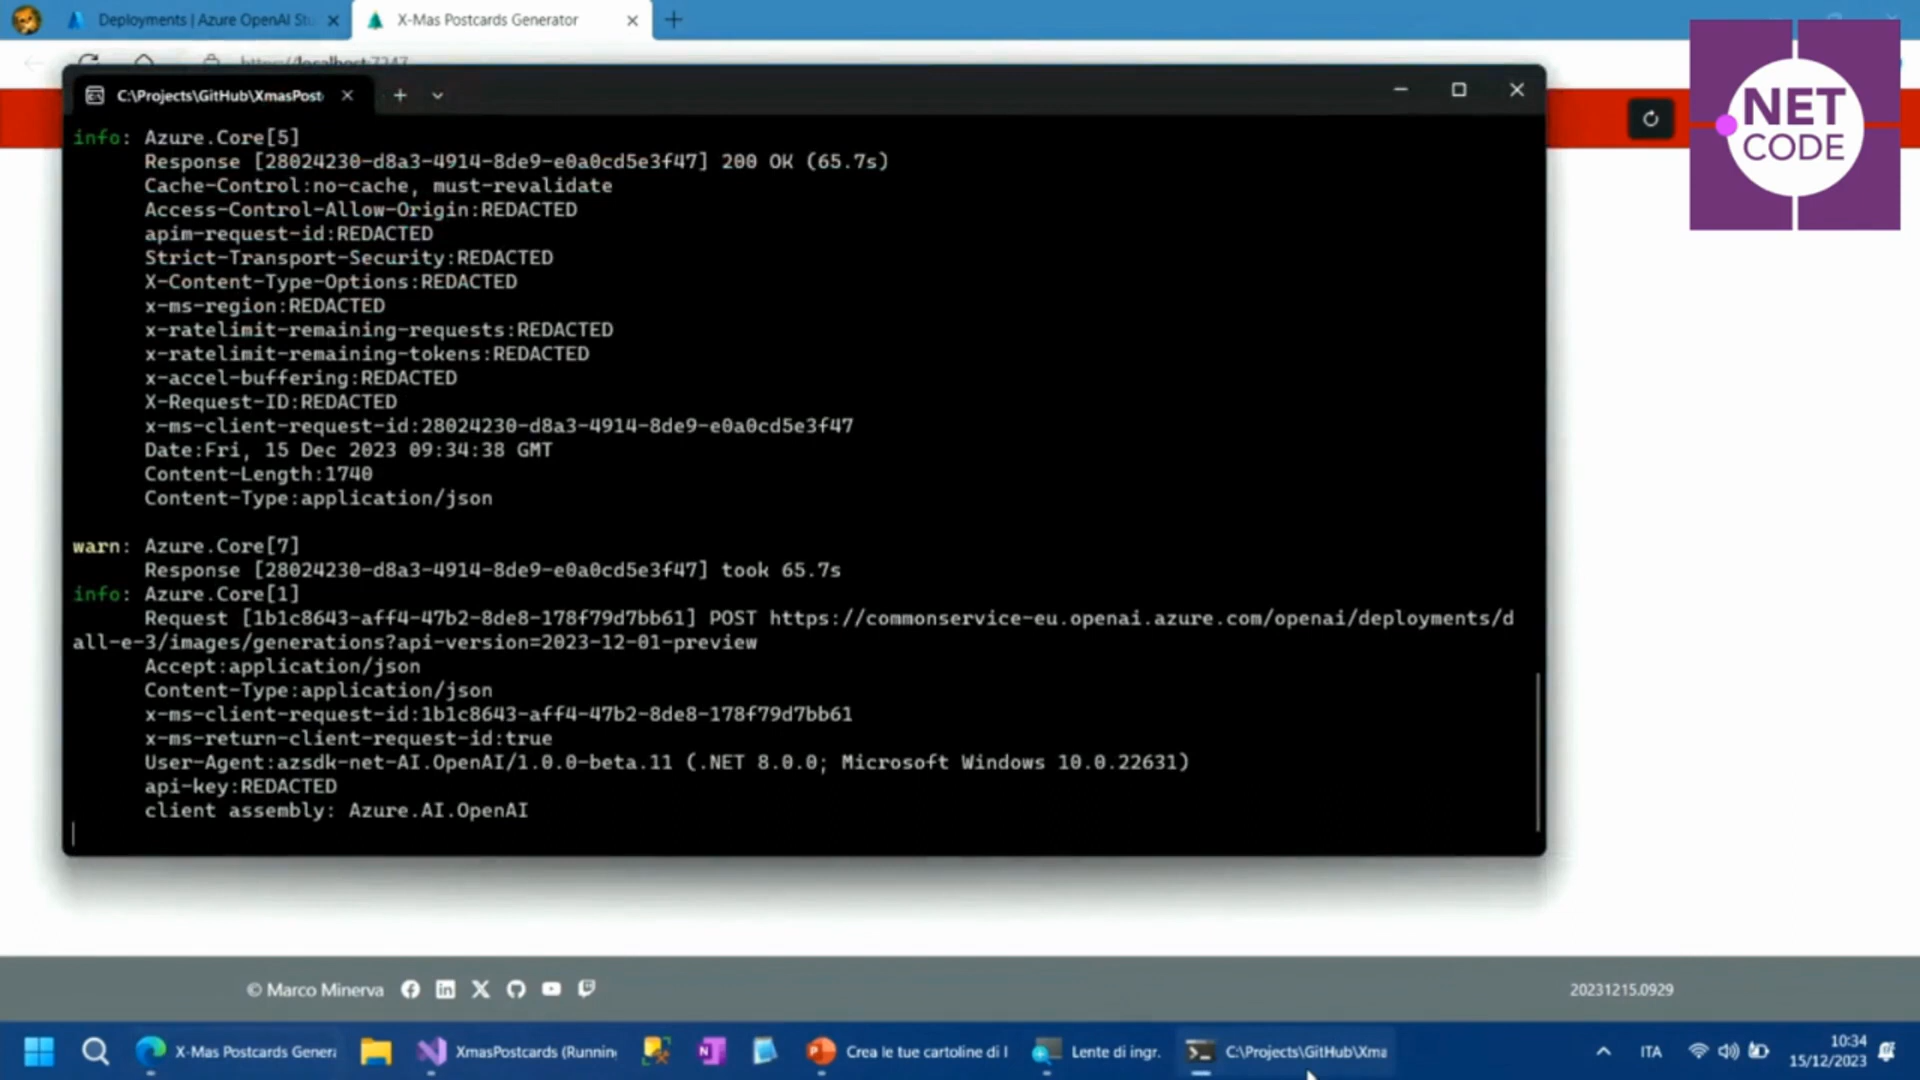 Deployments | Azure OpenAI Stu
X-Mas Postcards Generator
https://localhost:7247
NET
CODE
C:\Projects\GitHub\XmasPost
info: Azure.Core[5]
Response [28024230-d8a3-4914-8de9-e0a0cd5e3f47] 200 OK (65.7s)
Cache-Control:no-cache, must-revalidate
Access-Control-Allow-Origin:REDACTED
apim-request-id:REDACTED
Strict-Transport-Security:REDACTED
X-Content-Type-Options:REDACTED
x-ms-region:REDACTED
x-ratelimit-remaining-requests:REDACTED
x-ratelimit-remaining-tokens:REDACTED
x-accel-buffering:REDACTED
X-Request-ID:REDACTED
x-ms-client-request-id:28024230-d8a3-4914-8de9-e0a0cd5e3f47
Date:Fri, 15 Dec 2023 09:34:38 GMT
Content-Length:1740
Content-Type:application/json
warn: Azure.Core[7]
Response [28024230-d8a3-4914-8de9-e0a0cd5e3f47] took 65.7s
info: Azure.Core[1]
Request [1b1c8643-aff4-47b2-8de8-178f79d7bb61] POST https://commonservice-eu.openai.azure.com/openai/deployments/d
all-e-3/images/generations?api-version=2023-12-01-preview
Accept:application/json
Content-Type:application/json
x-ms-client-request-id:1b1c8643-aff4-47b2-8de8-178f79d7bb61
x-ms-return-client-request-id:true
User-Agent:azsdk-net-AI.OpenAI/1.0.0-beta.11 (.NET 8.0.0; Microsoft Windows 10.0.22631)
api-key:REDACTED
client assembly: Azure.AI.OpenAI
© Marco Minerva
20231215.0929
X-Mas Postcards Genera
XmasPostcards (Running
Crea le tue cartoline di
Lente di ingr.
C:\Projects\GitHub\Xma
ITA
10:34
15/12/2023